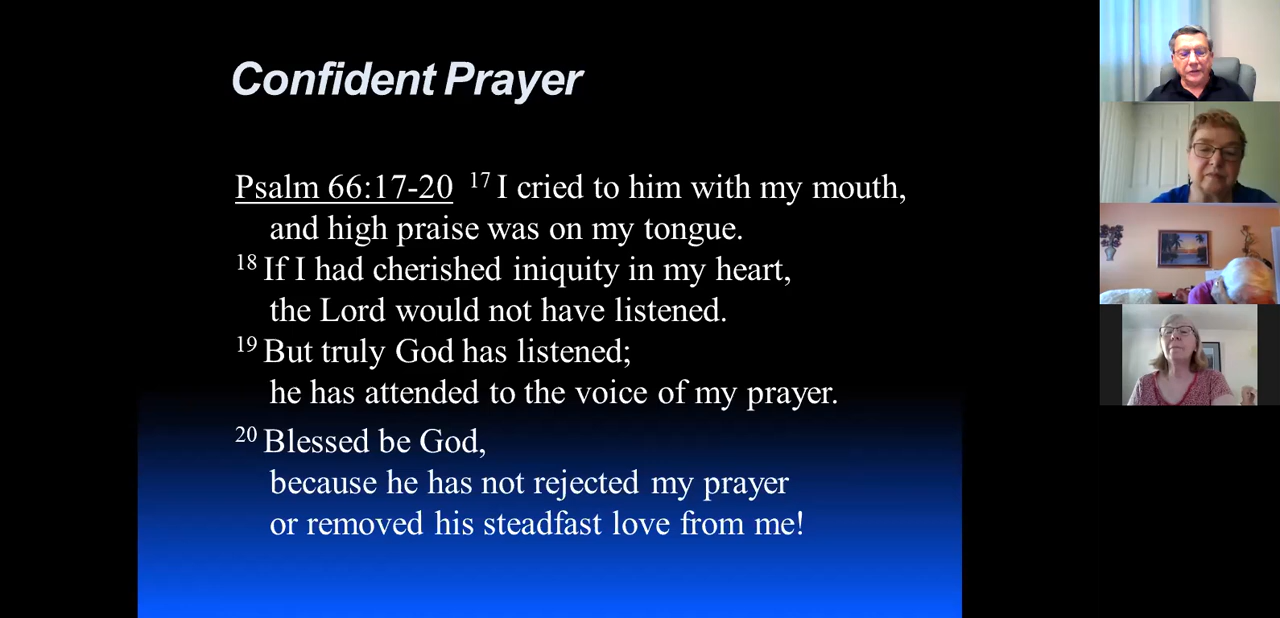 Confident Prayer
Psalm 66:17-20 17 I cried to him with my mouth,
and high praise was on my tongue.
18 If I had cherished iniquity in my heart,
the Lord would not have listened.
19 But truly God has listened;
he has attended to the voice of my prayer.
20 Blessed be God,
because he has not rejected my prayer
or removed his steadfast love from me!